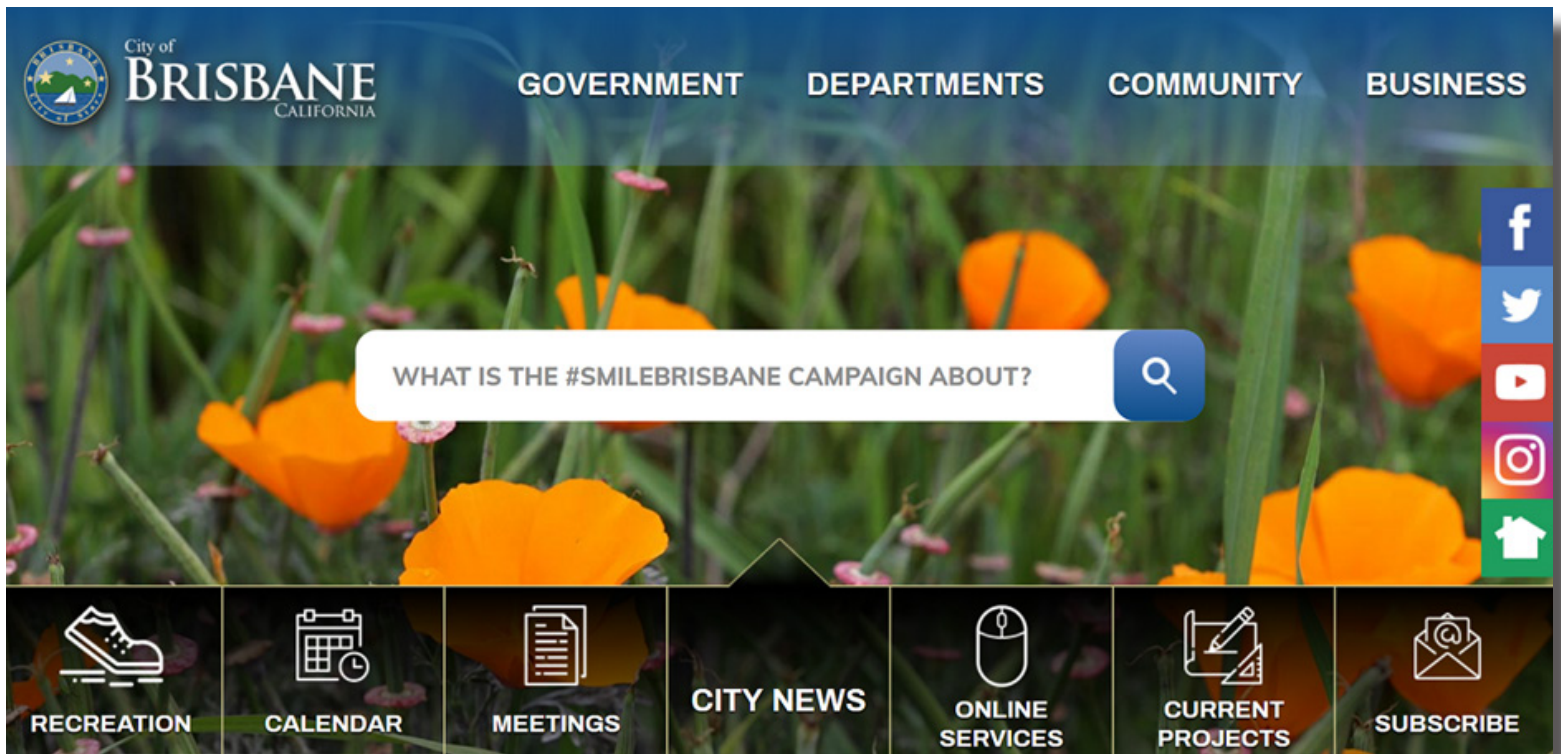 City of
BRISBANE
CALIFORNIA
GOVERNMENT
DEPARTMENTS
COMMUNITY
BUSINESS
WHAT IS THE #SMILEBRISBANE CAMPAIGN ABOUT?
RECREATION
CALENDAR
MEETINGS
CITY NEWS
ONLINE
SERVICES
CURRENT
PROJECTS
SUBSCRIBE